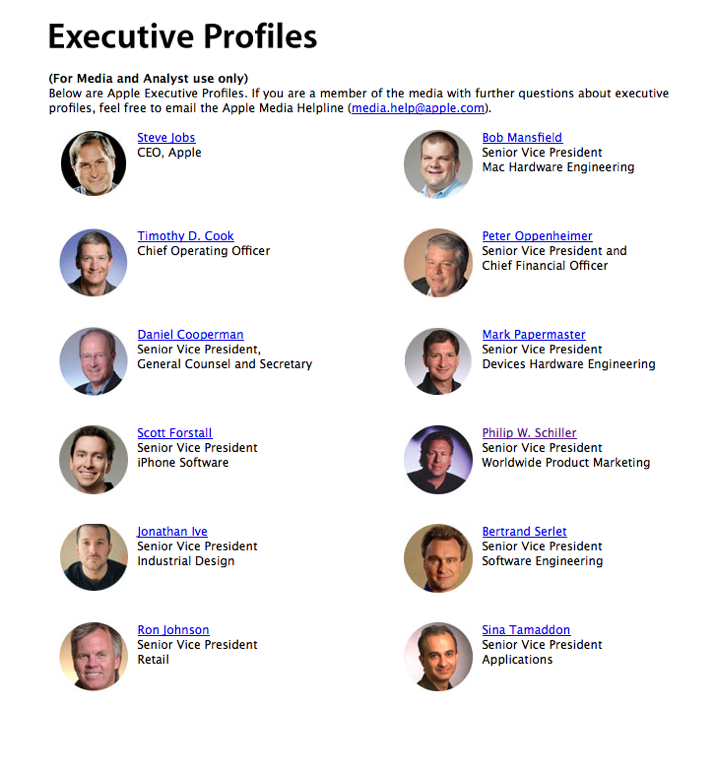 Executive Profiles
(For Media and Analyst use only)
Below are Apple Executive Profiles. If you are a member of the media with further questions about executive
profiles, feel free to email the Apple Media Helpline (media.help@apple.com).
Steve Jobs
CEO, Apple
Bob Mansfield
Senior Vice President
Mac Hardware Engineering
Timothy D. Cook
Chief Operating Officer
Peter Oppenheimer
Senior Vice President and
Chief Financial Officer
Daniel Cooperman
Senior Vice President,
General Counsel and Secretary
Mark Papermaster
Senior Vice President
Devices Hardware Engineering
Scott Forstall
Senior Vice President
iPhone Software
Philip W. Schiller
Senior Vice President
Worldwide Product Marketing
Jonathan Ive
Senior Vice President
Industrial Design
Bertrand Serlet
Senior Vice President
Software Engineering
Ron Johnson
Senior Vice President
Retail
Sina Tamaddon
Senior Vice President
Applications